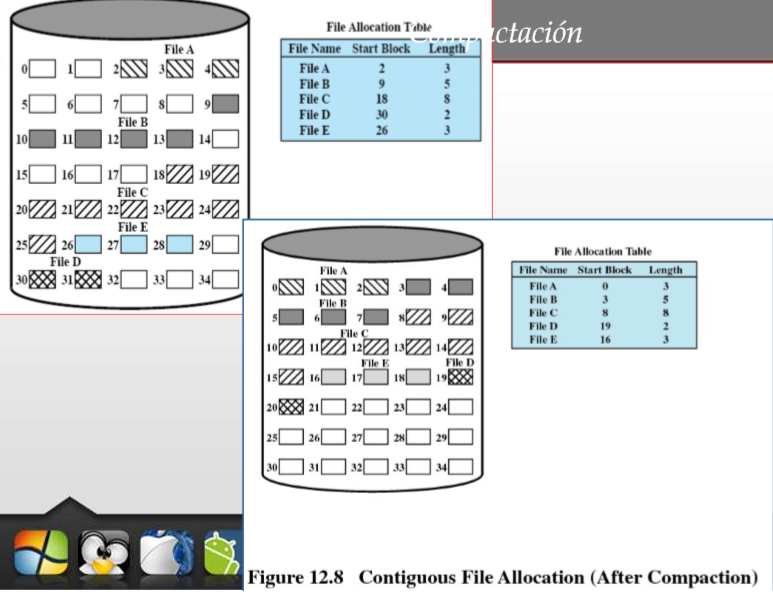 Compactación
File Allocation Table
File Name Start Block Length
File A 2 3
File B 9 5
File C 18 8
File D 30 2
File E 26 3
File A
0 1 2 3 4
5 6 7 8 9
File B
10 11 12 13 14
15 16 17 18 19
File C
20 21 22 23 24
File E
25 26 27 28 29
File D
30 31 32 33 34
File Allocation Table
File Name Start Block Length
File A 0 3
File B 3 5
File C 8 8
File D 19 2
File E 16 3
File A
0 1 2 3 4
File B
5 6 7 8 9
File C
10 11 12 13 14
File E File D
15 16 17 18 19
20 21 22 23 24
25 26 27 28 29
30 31 32 33 34
Figure 12.8 Contiguous File Allocation (After Compaction)